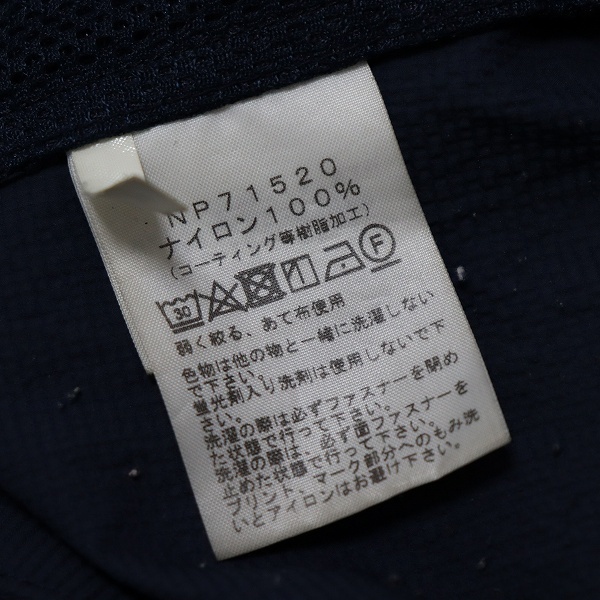 NP71520
ナイロン100%
(コーティング等樹脂加工)
30 F
弱く絞る、あて布使用
色物は他の物と一緒に洗濯しない
で下さい。
蛍光剤入り洗剤は使用しないで下
さい。
洗濯の際は必ずファスナーを閉め
た状態で行って下さい。
洗濯の際は、必ず面ファスナーを
止めた状態で行って下さい。
プリント、マーク部分へのもみ洗
いとアイロンはお避け下さい。